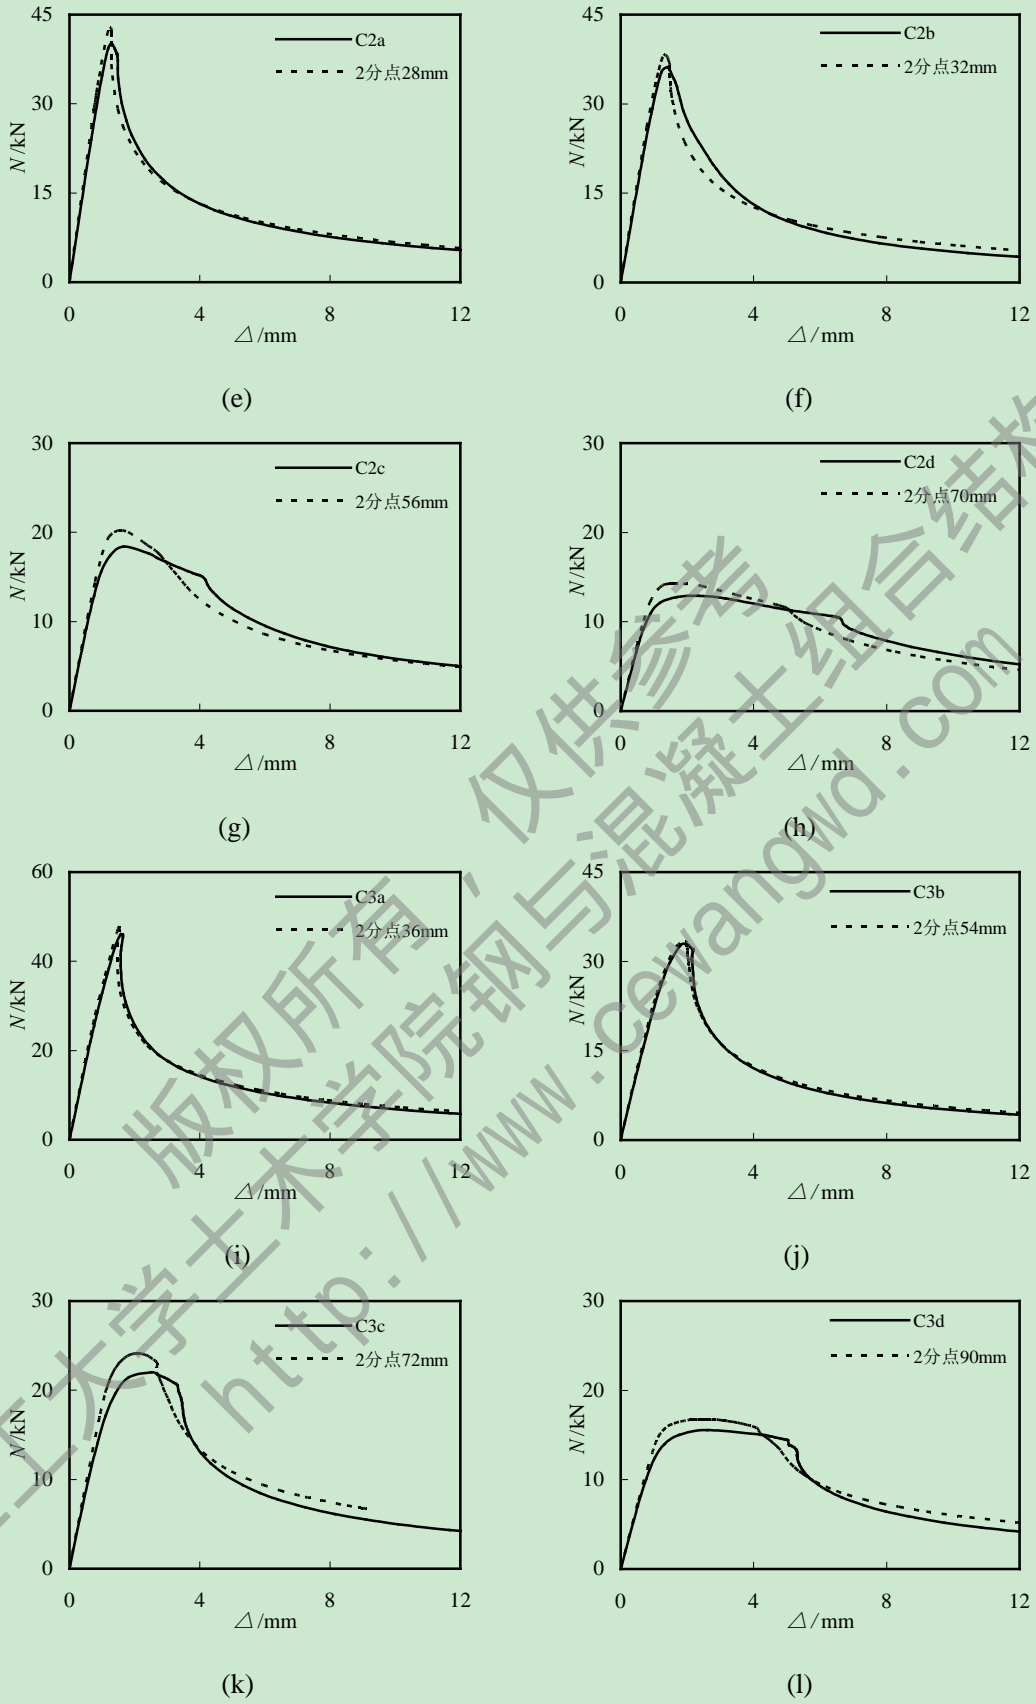 45
30
15
0
N/kN
C2a
2分点28mm
0 4 8 12
△/mm
(e)
45
30
15
0
N/kN
C2b
2分点32mm
0 4 8 12
△/mm
(f)
30
20
10
0
N/kN
C2c
2分点56mm
0 4 8 12
△/mm
(g)
30
20
10
0
N/kN
C2d
2分点70mm
0 4 8 12
△/mm
(h)
60
40
20
0
N/kN
C3a
2分点36mm
0 4 8 12
△/mm
(i)
45
30
15
0
N/kN
C3b
2分点54mm
0 4 8 12
△/mm
(j)
30
20
10
0
N/kN
C3c
2分点72mm
0 4 8 12
△/mm
(k)
30
20
10
0
N/kN
C3d
2分点90mm
0 4 8 12
△/mm
(l)
版权所有，仅供参考
工大学土木学院钢与混凝土组合结构
http://www.cewangwd.com